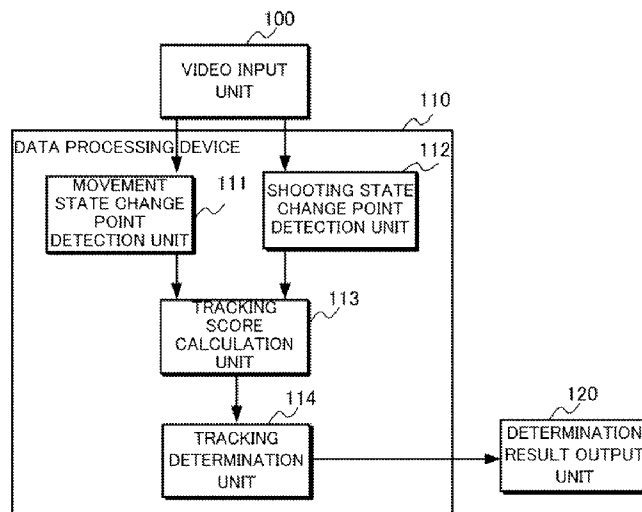 100
VIDEO INPUT
UNIT
110
DATA PROCESSING DEVICE
112
MOVEMENT
STATE CHANGE
POINT
DETECTION UNIT
111
SHOOTING STATE
CHANGE POINT
DETECTION UNIT
TRACKING
SCORE
CALCULATION
UNIT
113
114
TRACKING
DETERMINATION
UNIT
120
DETERMINATION
RESULT OUTPUT
UNIT